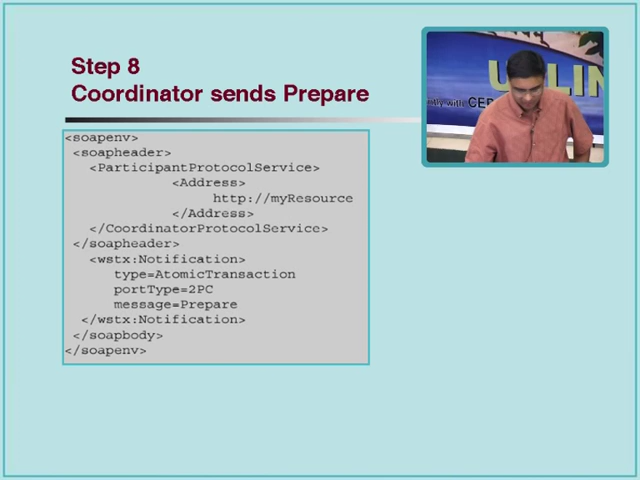 Step 8
Coordinator sends Prepare
<soapenv>
<soapheader>
<ParticipantProtocolService>
<Address>
http://myResource
</Address>
</CoordinatorProtocolService>
</soapheader>
<wstx:Notification>
type=AtomicTransaction
portType=2PC
message=Prepare
</wstx:Notification>
</soapbody>
</soapenv>